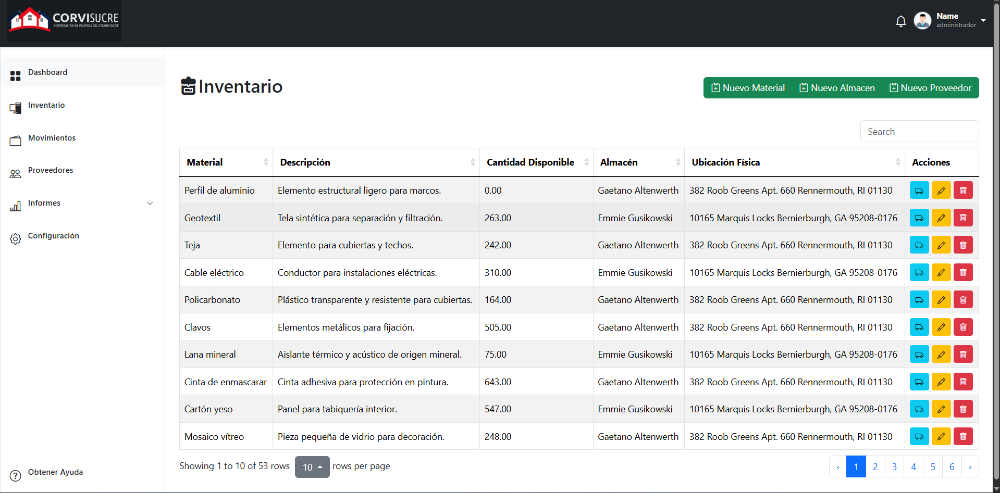 CORVISUCRE
CORPORACIÓN DE VIVIENDA DEL ESTADO SUCRE
Name
administrador
Dashboard
Inventario
Movimientos
Proveedores
Informes
Configuración
Obtener Ayuda
Inventario
Nuevo Material Nuevo Almacen Nuevo Proveedor
Search
Material Descripción Cantidad Disponible Almacén Ubicación Física Acciones
Perfil de aluminio Elemento estructural ligero para marcos. 0.00 Gaetano Altenwerth 382 Roob Greens Apt. 660 Rennermouth, RI 01130
Geotextil Tela sintética para separación y filtración. 263.00 Emmie Gusikowski 10165 Marquis Locks Bernierburgh, GA 95208-0176
Teja Elemento para cubiertas y techos. 242.00 Gaetano Altenwerth 382 Roob Greens Apt. 660 Rennermouth, RI 01130
Cable eléctrico Conductor para instalaciones eléctricas. 310.00 Emmie Gusikowski 10165 Marquis Locks Bernierburgh, GA 95208-0176
Policarbonato Plástico transparente y resistente para cubiertas. 164.00 Gaetano Altenwerth 382 Roob Greens Apt. 660 Rennermouth, RI 01130
Clavos Elementos metálicos para fijación. 505.00 Gaetano Altenwerth 382 Roob Greens Apt. 660 Rennermouth, RI 01130
Lana mineral Aislante térmico y acústico de origen mineral. 75.00 Emmie Gusikowski 10165 Marquis Locks Bernierburgh, GA 95208-0176
Cinta de enmascarar Cinta adhesiva para protección en pintura. 643.00 Gaetano Altenwerth 382 Roob Greens Apt. 660 Rennermouth, RI 01130
Cartón yeso Panel para tabiquería interior. 547.00 Emmie Gusikowski 10165 Marquis Locks Bernierburgh, GA 95208-0176
Mosaico vítreo Pieza pequeña de vidrio para decoración. 248.00 Gaetano Altenwerth 382 Roob Greens Apt. 660 Rennermouth, RI 01130
Showing 1 to 10 of 53 rows 10 rows per page ‹ 1 2 3 4 5 6 ›